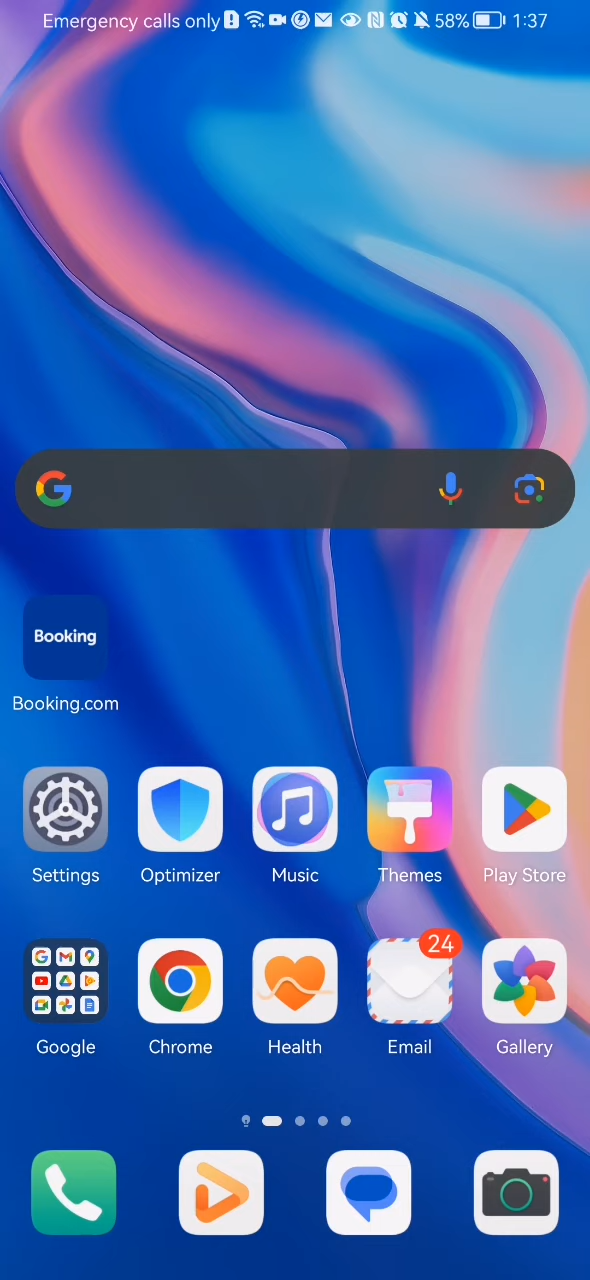 Emergency calls only 58% 1:37
Booking
Booking.com
Settings Optimizer Music Themes Play Store
24
Google Chrome Health Email Gallery